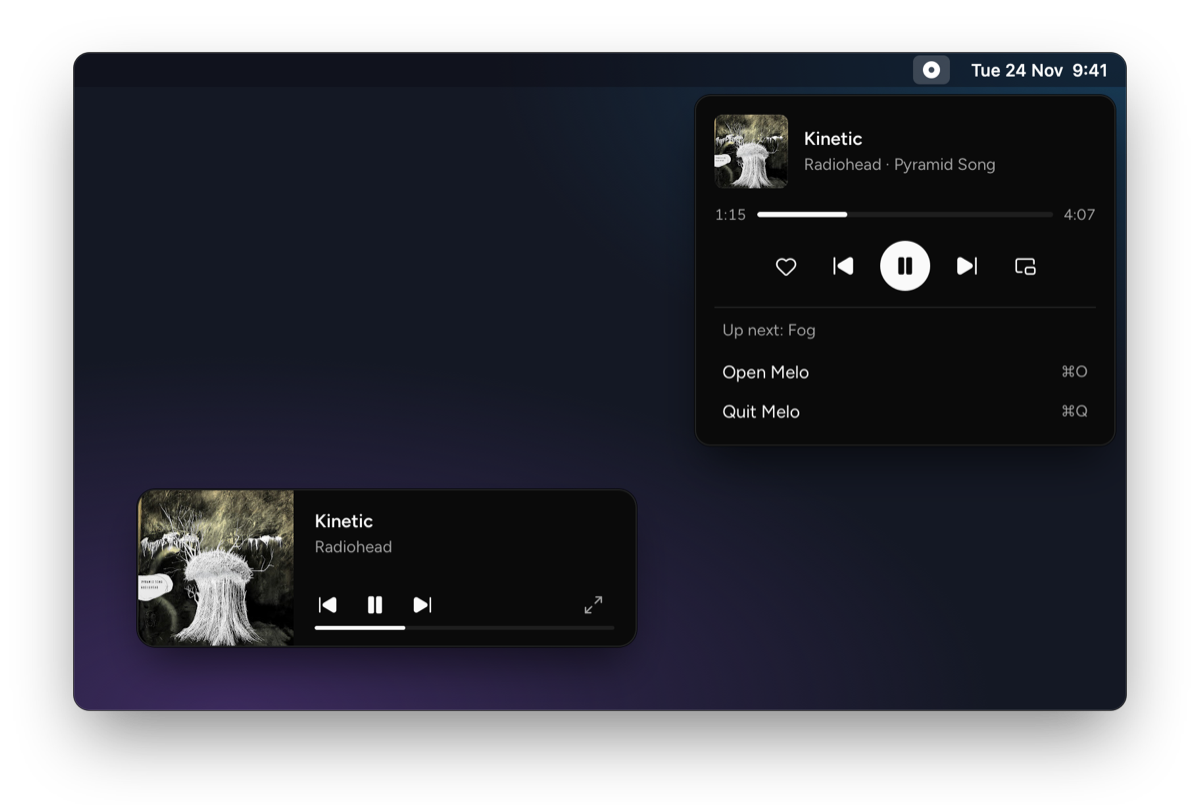 Tue 24 Nov 9:41
Kinetic
Radiohead · Pyramid Song
1:15
4:07
Up next: Fog
Open Melo ⌘O
Quit Melo ⌘Q
Kinetic
Radiohead